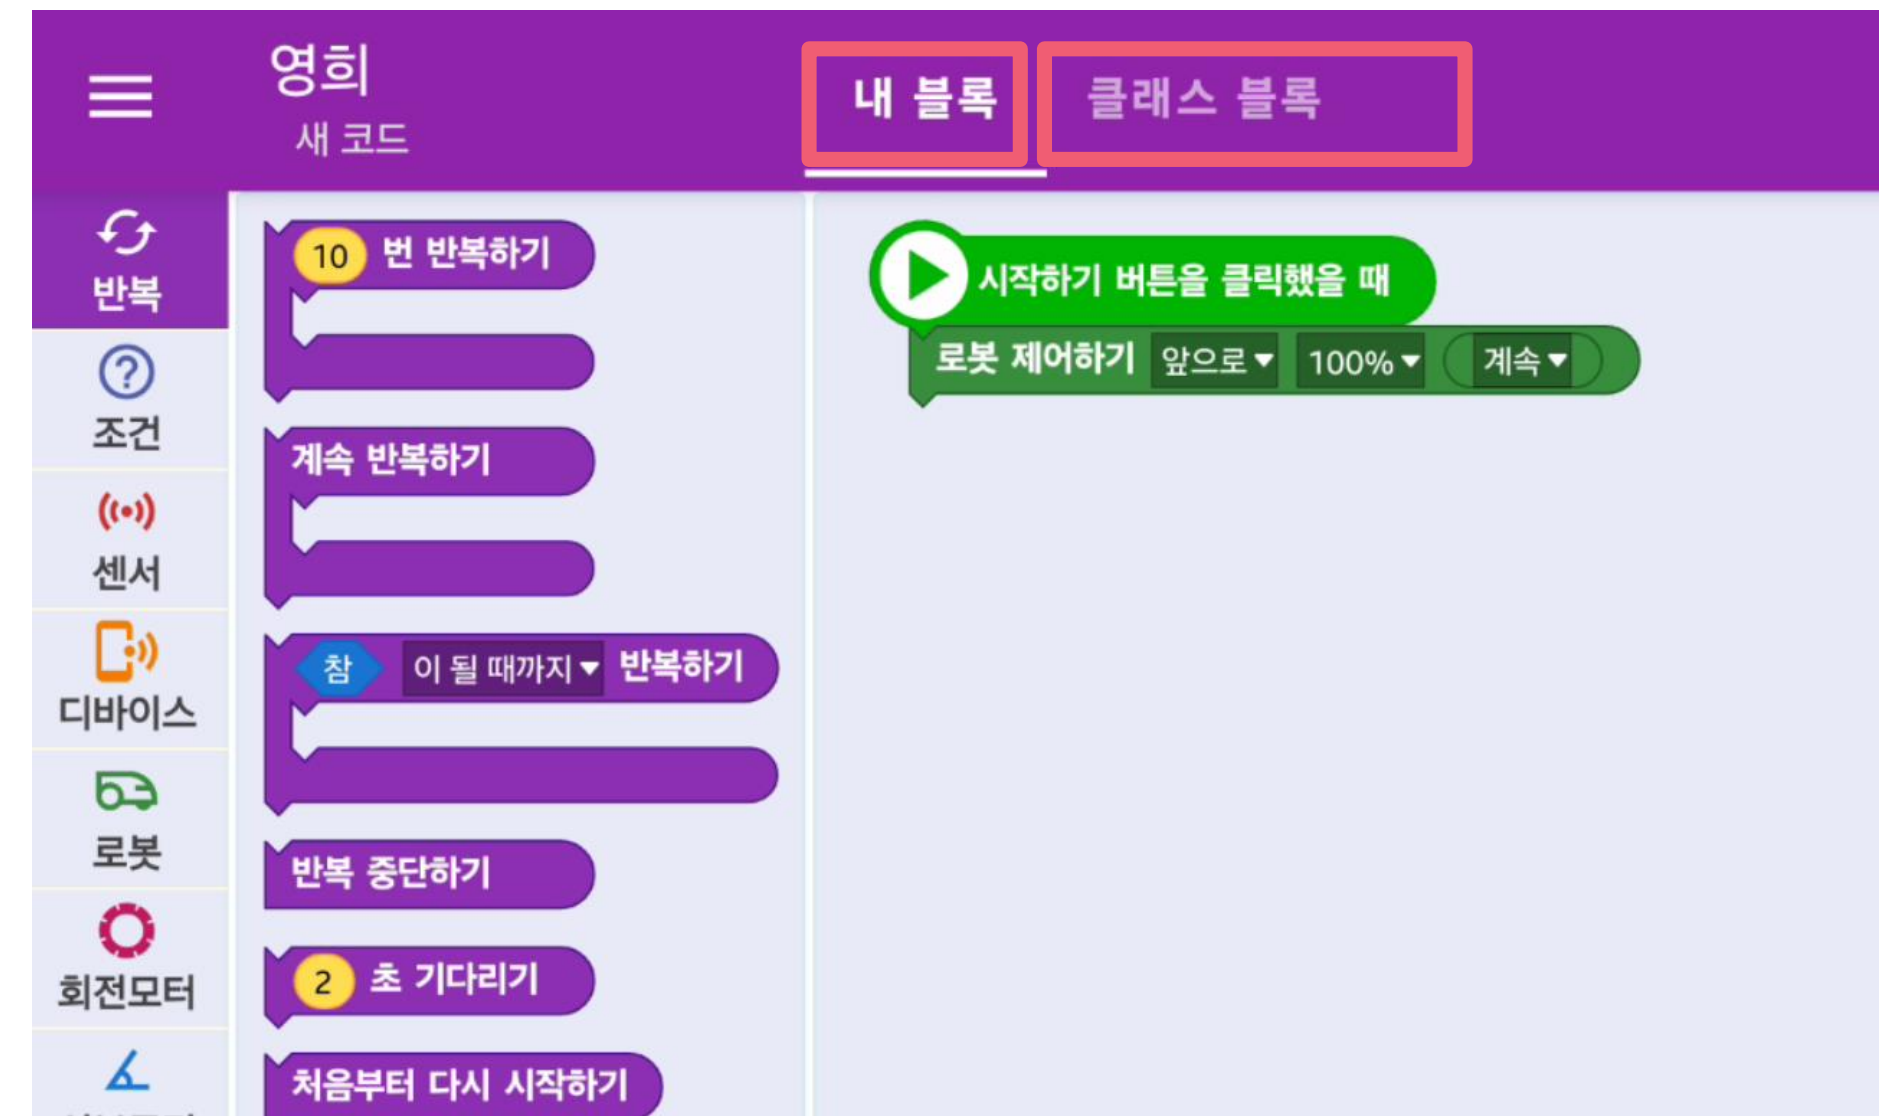 영희
새 코드
내 블록
클래스 블록
반복
조건
센서
디바이스
로봇
회전모터
10 번 반복하기
계속 반복하기
참 이 될 때까지 반복하기
반복 중단하기
2 초 기다리기
처음부터 다시 시작하기
시작하기 버튼을 클릭했을 때
로봇 제어하기 앞으로 100% 계속